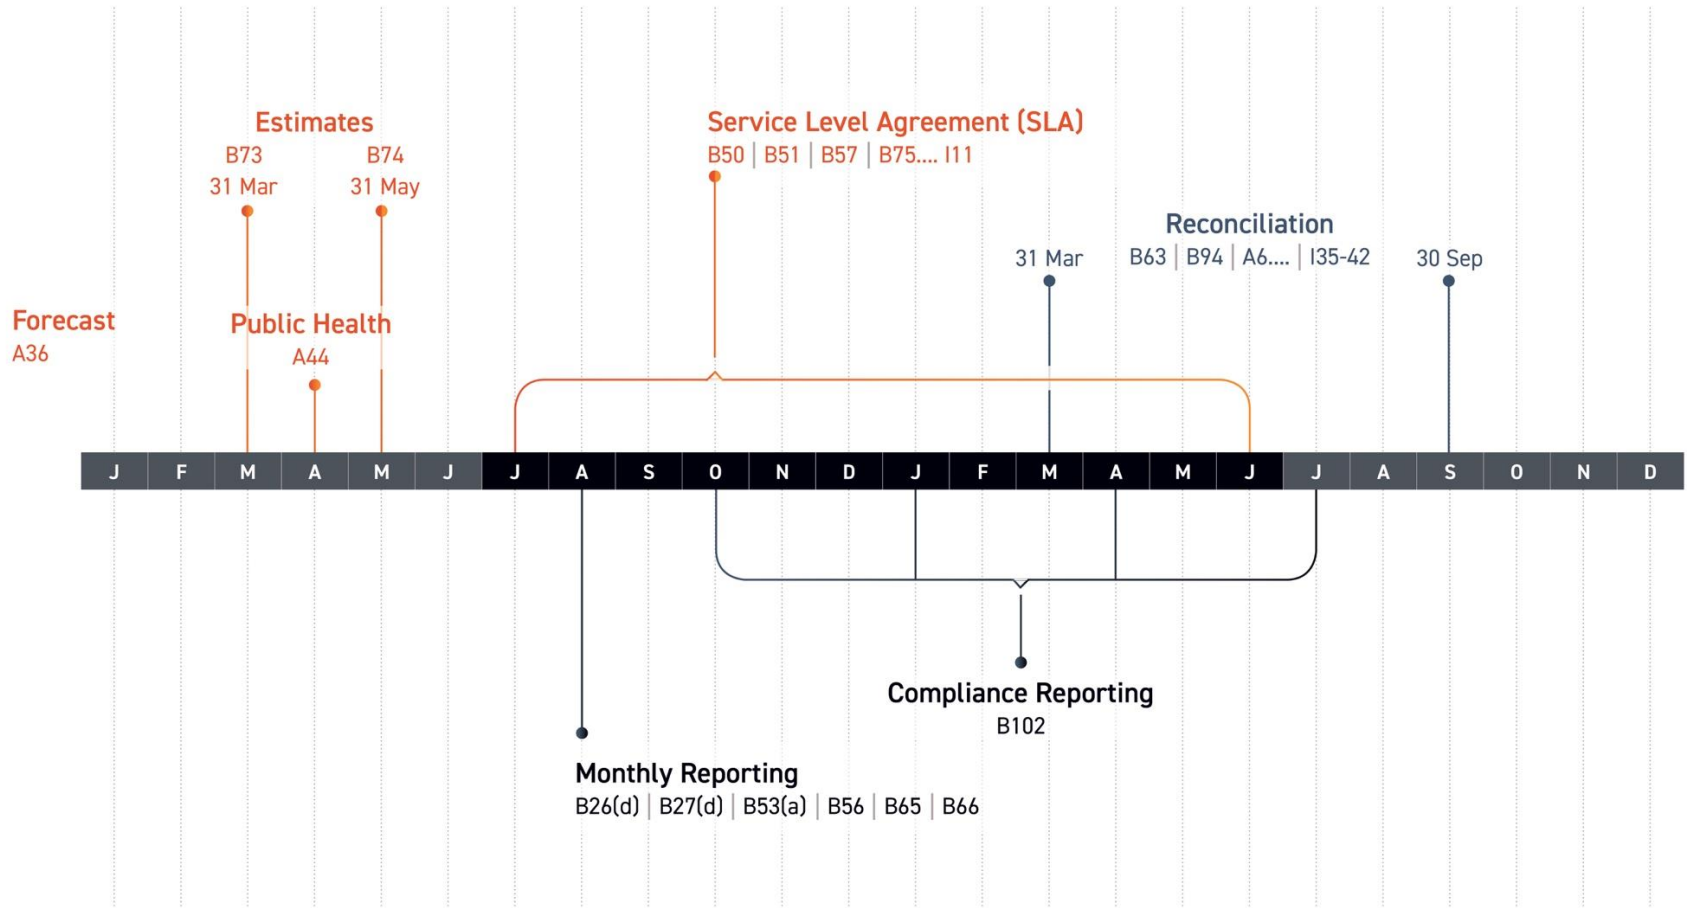 Estimates
B73
31 Mar
B74
31 May
Service Level Agreement (SLA)
B50 | B51 | B57 | B75.... I11
Reconciliation
B63 | B94 | A6.... | I35-42
31 Mar
30 Sep
Forecast
A36
Public Health
A44
J F M A M J J A S O N D J F M A M J J A S O N D
Compliance Reporting
B102
Monthly Reporting
B26(d) | B27(d) | B53(a) | B56 | B65 | B66